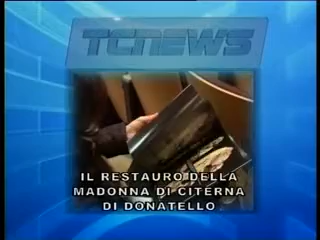 TCNEWS
IL RESTAURO DELLA
MADONNA DI CITERNA
DI DONATELLO